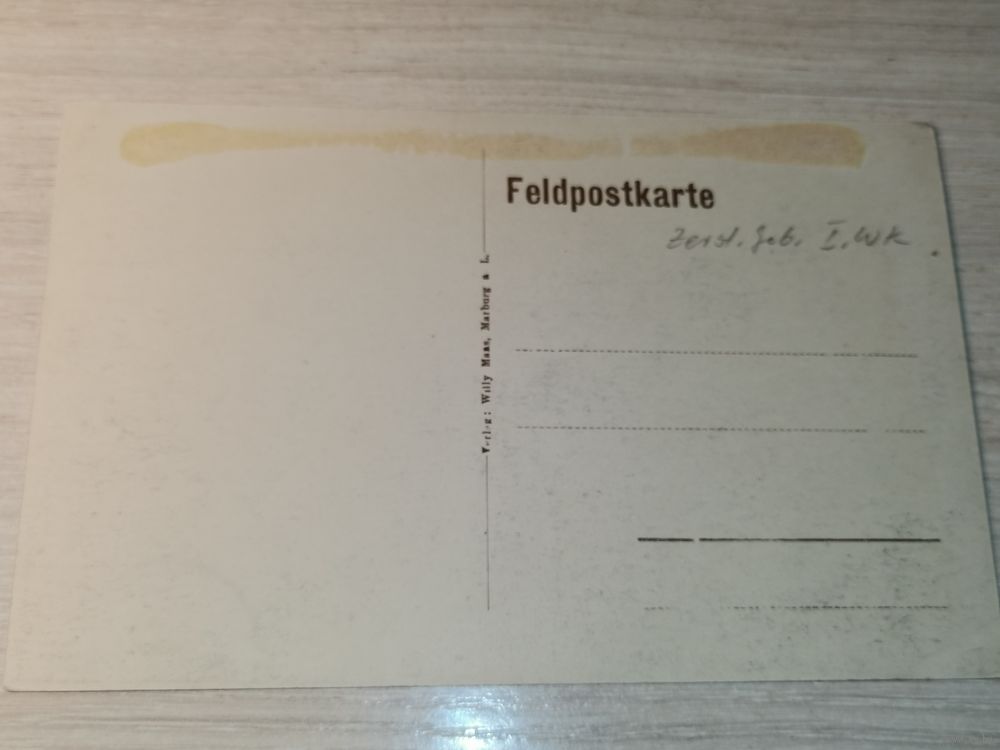 Feldpostkarte
Zerst. Geb. I. WK
Verlag: Willy Maas, Marburg a L.